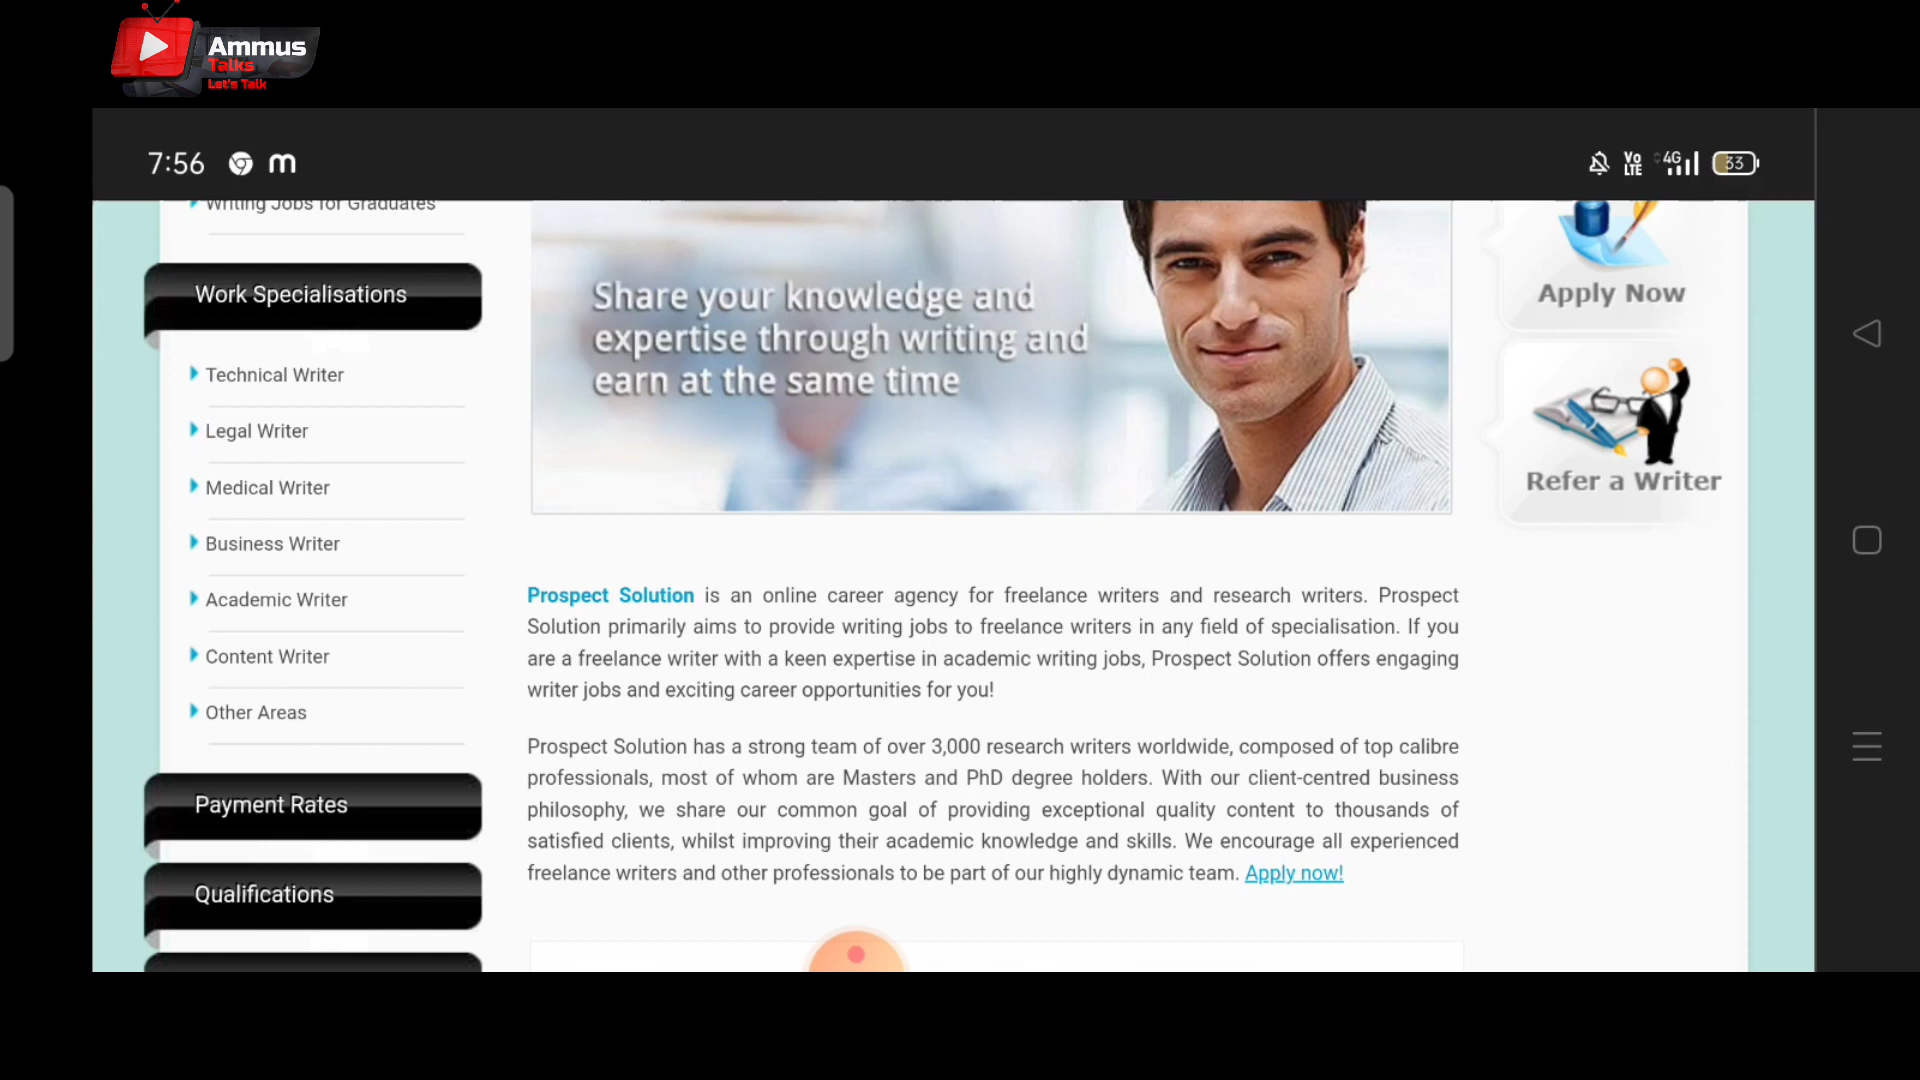 Ammus
Talks
Let's Talk
7:56
Vo
LTE
4G
33
Writing Jobs for Graduates
Work Specialisations
Technical Writer
Legal Writer
Medical Writer
Business Writer
Academic Writer
Content Writer
Other Areas
Payment Rates
Qualifications
Share your knowledge and
expertise through writing and
earn at the same time
Prospect Solution is an online career agency for freelance writers and research writers. Prospect
Solution primarily aims to provide writing jobs to freelance writers in any field of specialisation. If you
are a freelance writer with a keen expertise in academic writing jobs, Prospect Solution offers engaging
writer jobs and exciting career opportunities for you!
Prospect Solution has a strong team of over 3,000 research writers worldwide, composed of top calibre
professionals, most of whom are Masters and PhD degree holders. With our client-centred business
philosophy, we share our common goal of providing exceptional quality content to thousands of
satisfied clients, whilst improving their academic knowledge and skills. We encourage all experienced
freelance writers and other professionals to be part of our highly dynamic team. Apply now!
Apply Now
Refer a Writer